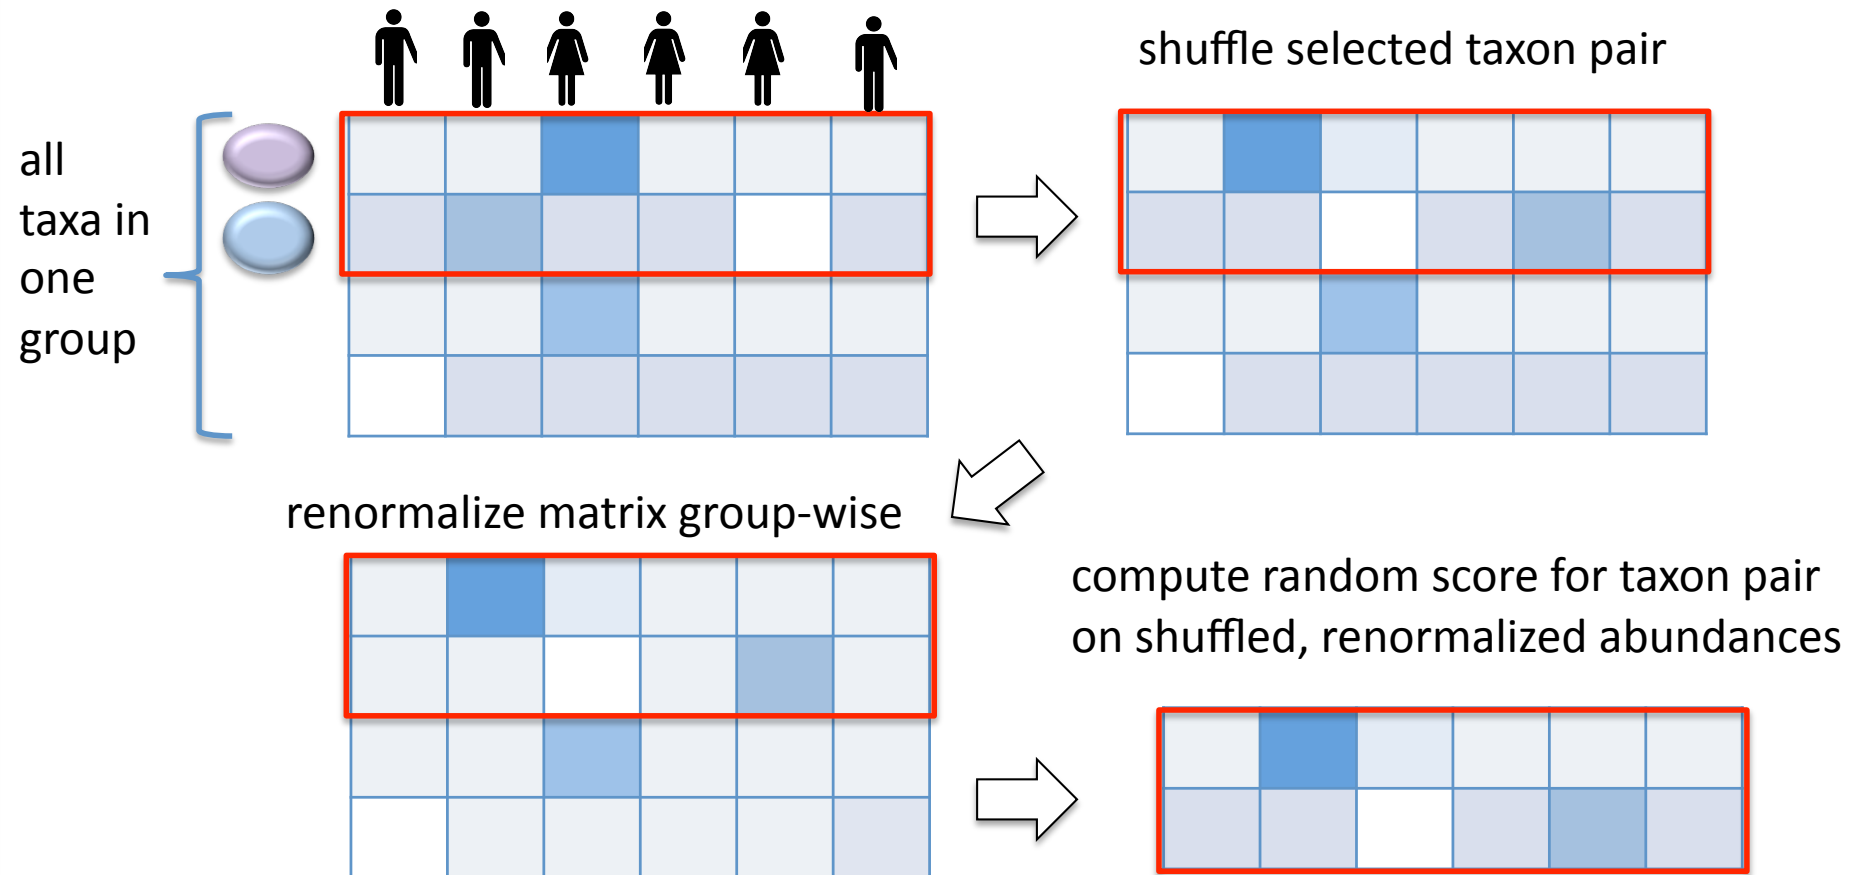 shuffle selected taxon pair
all
taxa in
one
group
renormalize matrix group-wise
compute random score for taxon pair
on shuffled, renormalized abundances